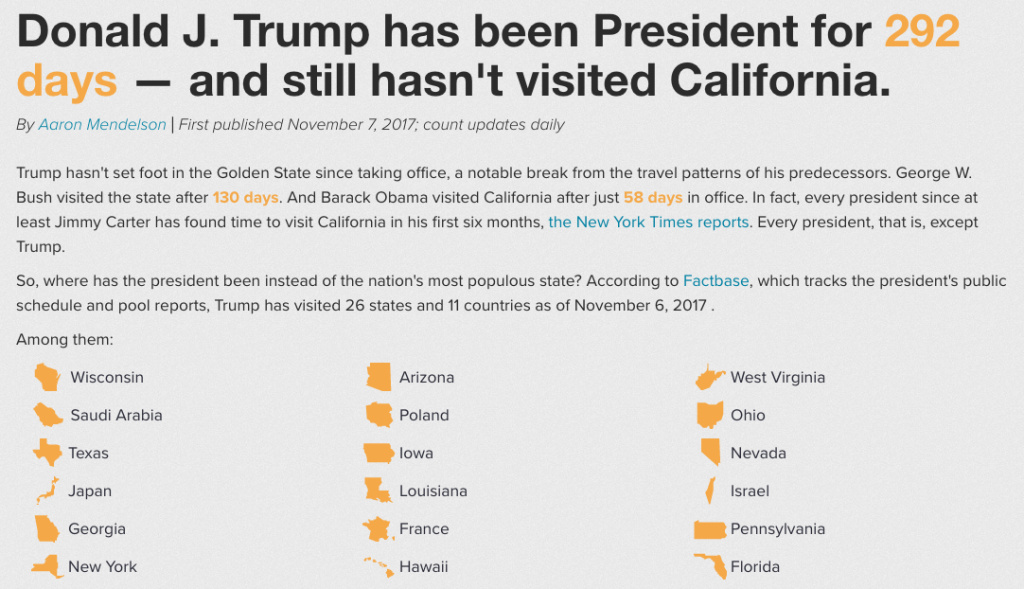 Donald J. Trump has been President for 292
days — and still hasn't visited California.
By Aaron Mendelson | First published November 7, 2017; count updates daily
Trump hasn't set foot in the Golden State since taking office, a notable break from the travel patterns of his predecessors. George W.
Bush visited the state after 130 days. And Barack Obama visited California after just 58 days in office. In fact, every president since at
least Jimmy Carter has found time to visit California in his first six months, the New York Times reports. Every president, that is, except
Trump.
So, where has the president been instead of the nation's most populous state? According to Factbase, which tracks the president's public
schedule and pool reports, Trump has visited 26 states and 11 countries as of November 6, 2017 .
Among them:
Wisconsin Arizona West Virginia
Saudi Arabia Poland Ohio
Texas Iowa Nevada
Japan Louisiana Israel
Georgia France Pennsylvania
New York Hawaii Florida